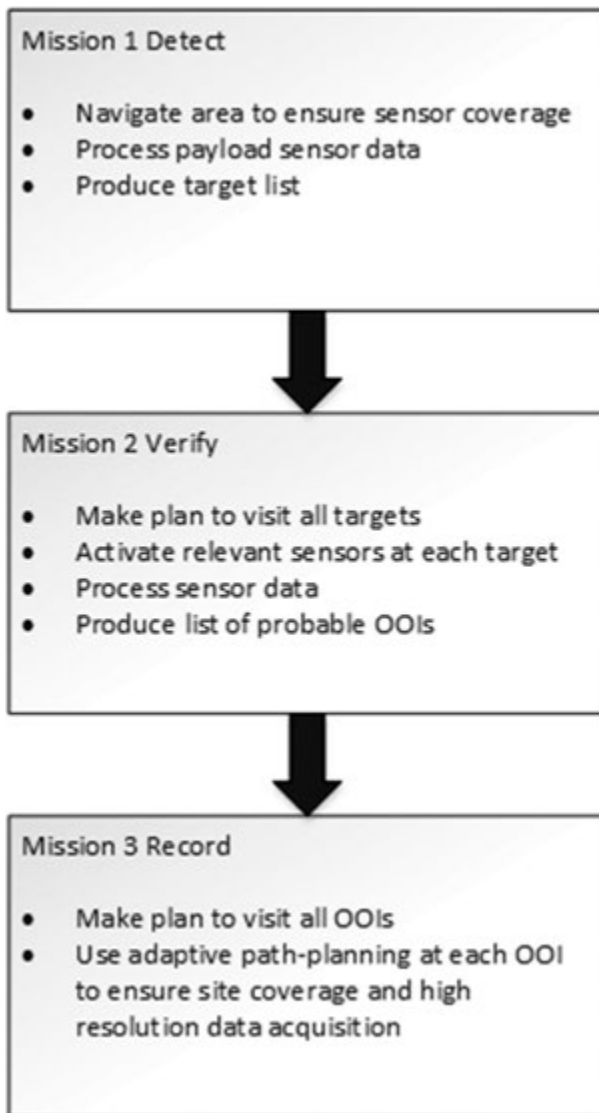 Mission 1 Detect
• Navigate area to ensure sensor coverage
• Process payload sensor data
• Produce target list
Mission 2 Verify
• Make plan to visit all targets
• Activate relevant sensors at each target
• Process sensor data
• Produce list of probable OOIs
Mission 3 Record
• Make plan to visit all OOIs
• Use adaptive path-planning at each OOI
to ensure site coverage and high
resolution data acquisition